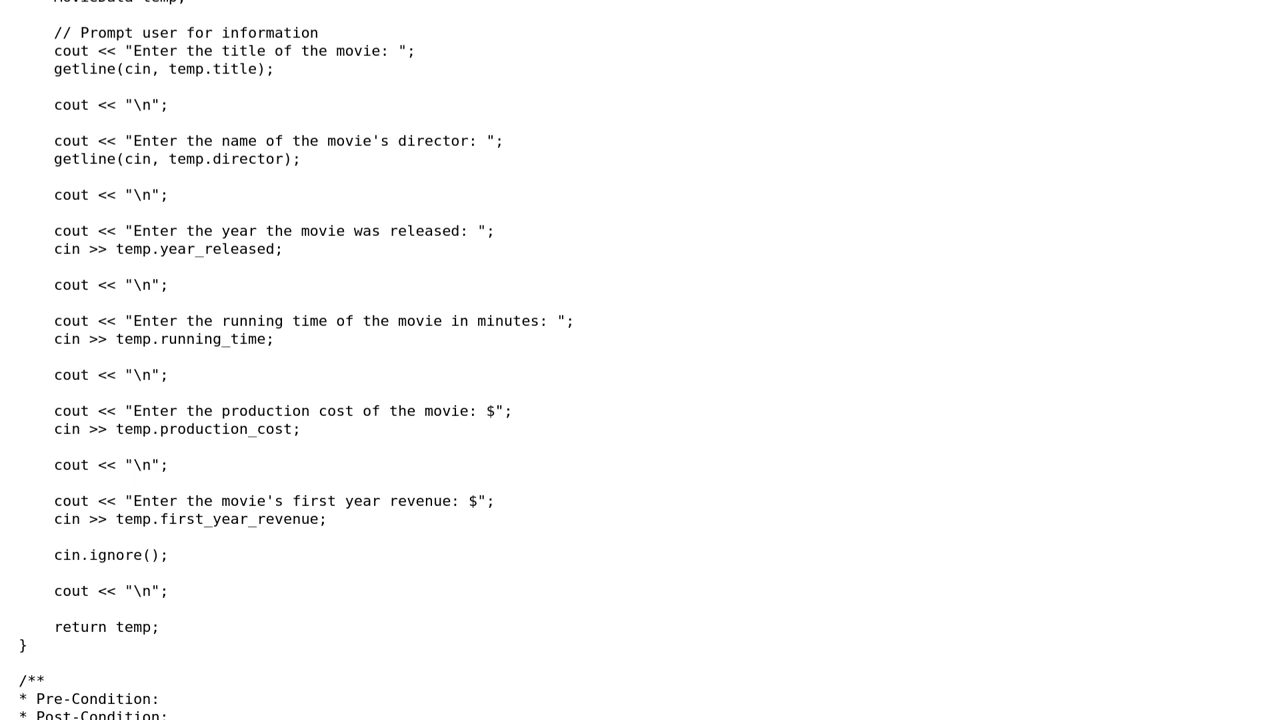 MovieData temp;
// Prompt user for information
cout << "Enter the title of the movie: ";
getline(cin, temp.title);
cout << "\n";
cout << "Enter the name of the movie's director: ";
getline(cin, temp.director);
cout << "\n";
cout << "Enter the year the movie was released: ";
cin >> temp.year_released;
cout << "\n";
cout << "Enter the running time of the movie in minutes: ";
cin >> temp.running_time;
cout << "\n";
cout << "Enter the production cost of the movie: $";
cin >> temp.production_cost;
cout << "\n";
cout << "Enter the movie's first year revenue: $";
cin >> temp.first_year_revenue;
cin.ignore();
cout << "\n";
return temp;
}
/**
* Pre-Condition:
* Post-Condition: